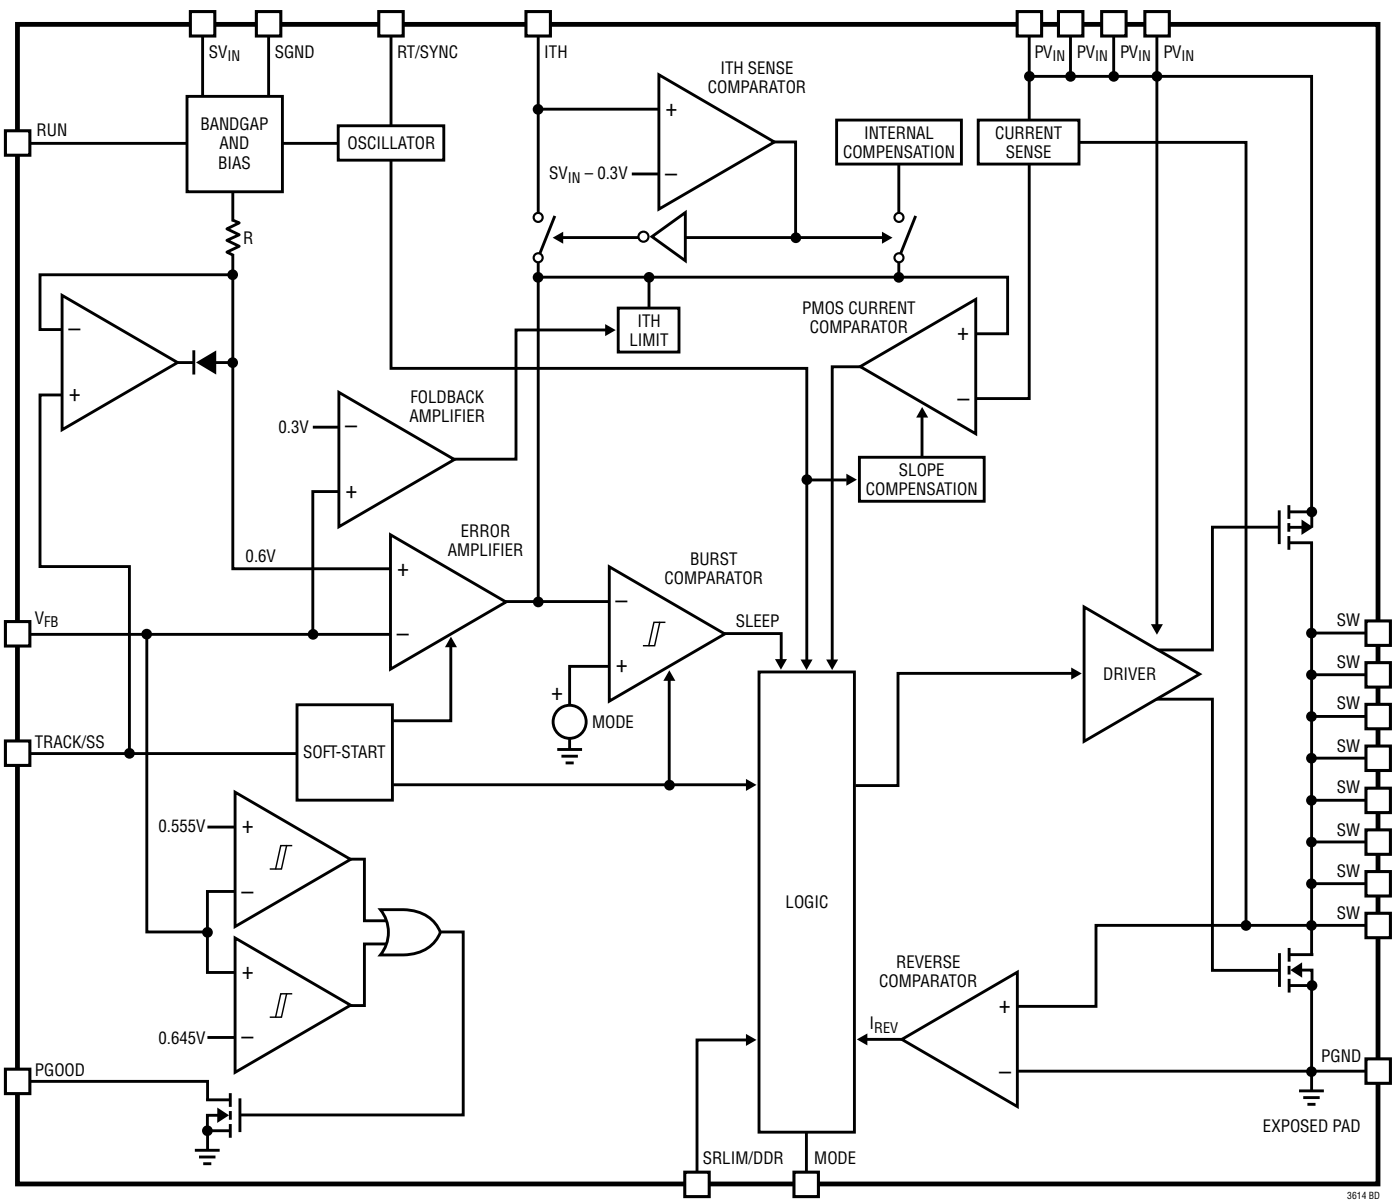 SVIN
SGND
RT/SYNC
ITH
PVIN
PVIN
PVIN
PVIN
ITH SENSE
COMPARATOR
RUN
BANDGAP
AND
BIAS
OSCILLATOR
+
SVIN – 0.3V
–
INTERNAL
COMPENSATION
CURRENT
SENSE
R
ITH
LIMIT
PMOS CURRENT
COMPARATOR
+
–
–
+
FOLDBACK
AMPLIFIER
0.3V
–
+
SLOPE
COMPENSATION
0.6V
ERROR
AMPLIFIER
+
–
BURST
COMPARATOR
–
+
SLEEP
VFB
+
MODE
DRIVER
SW
SW
SW
SW
SW
SW
SW
SW
TRACK/SS
SOFT-START
0.555V
+
–
+
0.645V
–
LOGIC
REVERSE
COMPARATOR
+
IREV
–
PGOOD
PGND
EXPOSED PAD
SRLIM/DDR
MODE
3614 BD